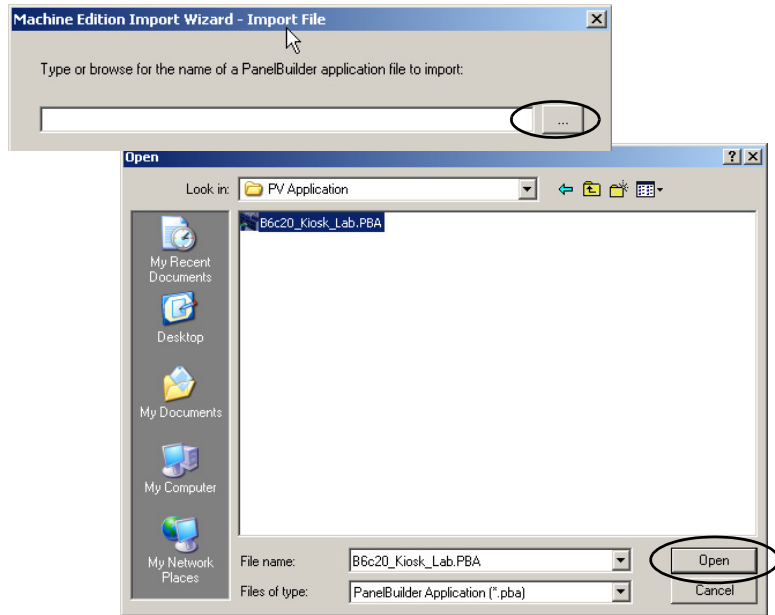 Machine Edition Import Wizard - Import File
Type or browse for the name of a PanelBuilder application file to import:
...
Open
Look in: PV Application
B6c20_Kiosk_Lab.PBA
My Recent
Documents
Desktop
My Documents
My Computer
My Network
Places
File name: B6c20_Kiosk_Lab.PBA Open
Files of type: PanelBuilder Application (*.pba) Cancel